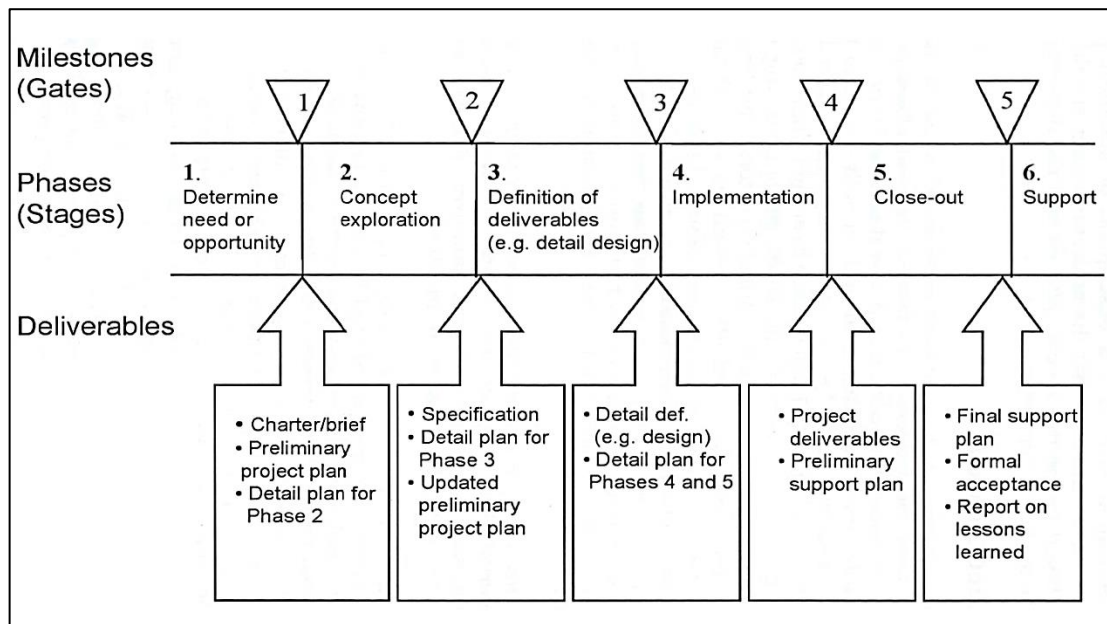 Milestones
(Gates)
1
2
3
4
5
Phases
(Stages)
1.
Determine
need or
opportunity
2.
Concept
exploration
3.
Definition of
deliverables
(e.g. detail design)
4.
Implementation
5.
Close-out
6.
Support
Deliverables
• Charter/brief
• Preliminary
project plan
• Detail plan for
Phase 2
• Specification
• Detail plan for
Phase 3
• Updated
preliminary
project plan
• Detail def.
(e.g. design)
• Detail plan for
Phases 4 and 5
• Project
deliverables
• Preliminary
support plan
• Final support
plan
• Formal
acceptance
• Report on
lessons
learned